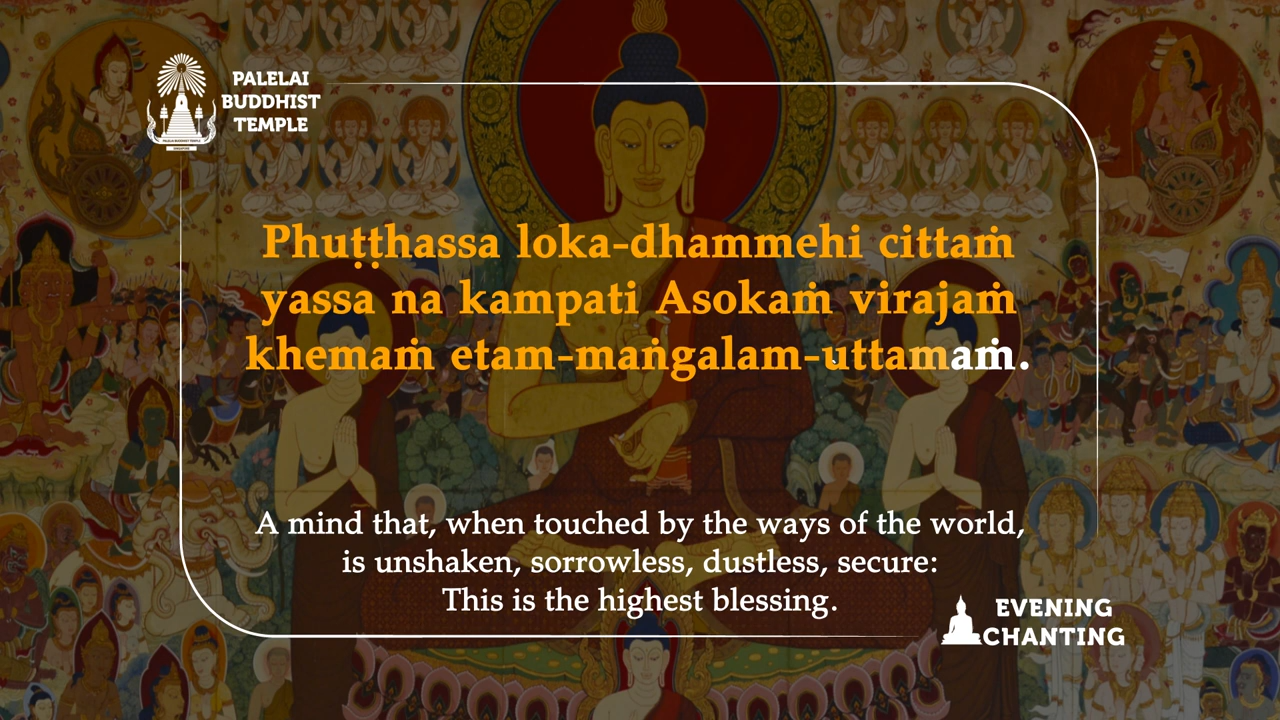 PALELAI
BUDDHIST
TEMPLE
Phuṭṭhassa loka-dhammehi cittaṁ
yassa na kampati Asokaṁ virajaṁ
khemaṁ etam-maṅgalam-uttamaṁ.
A mind that, when touched by the ways of the world,
is unshaken, sorrowless, dustless, secure:
This is the highest blessing.
EVENING
CHANTING